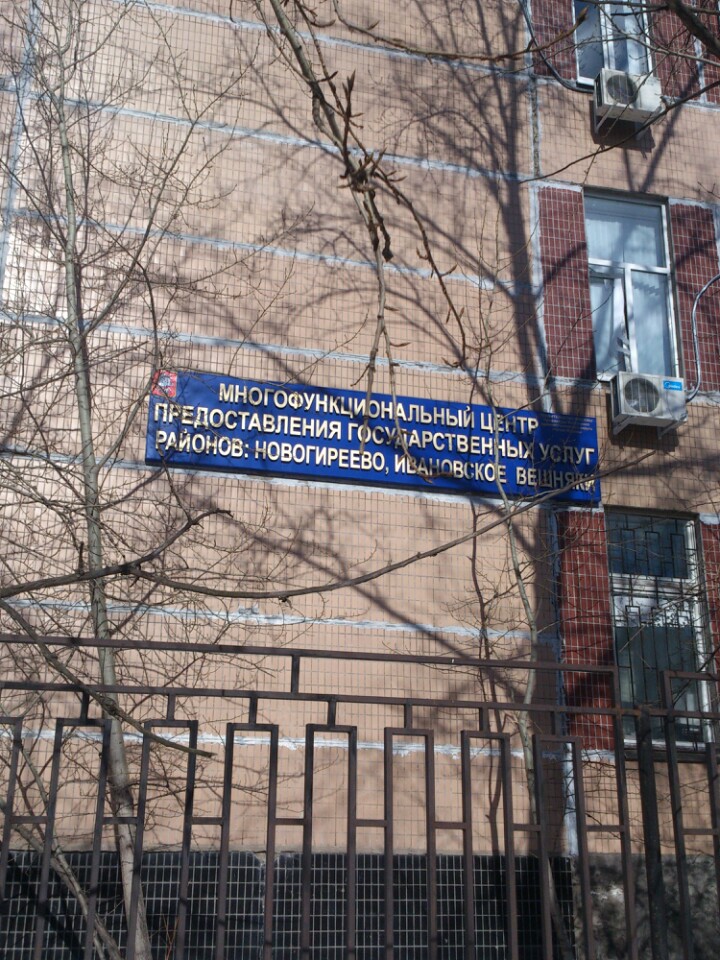 МНОГОФУНКЦИОНАЛЬНЫЙ ЦЕНТР
ПРЕДОСТАВЛЕНИЯ ГОСУДАРСТВЕННЫХ УСЛУГ
РАЙОНОВ: НОВОГИРЕЕВО, ИВАНОВСКОЕ ВЕШНЯКИ